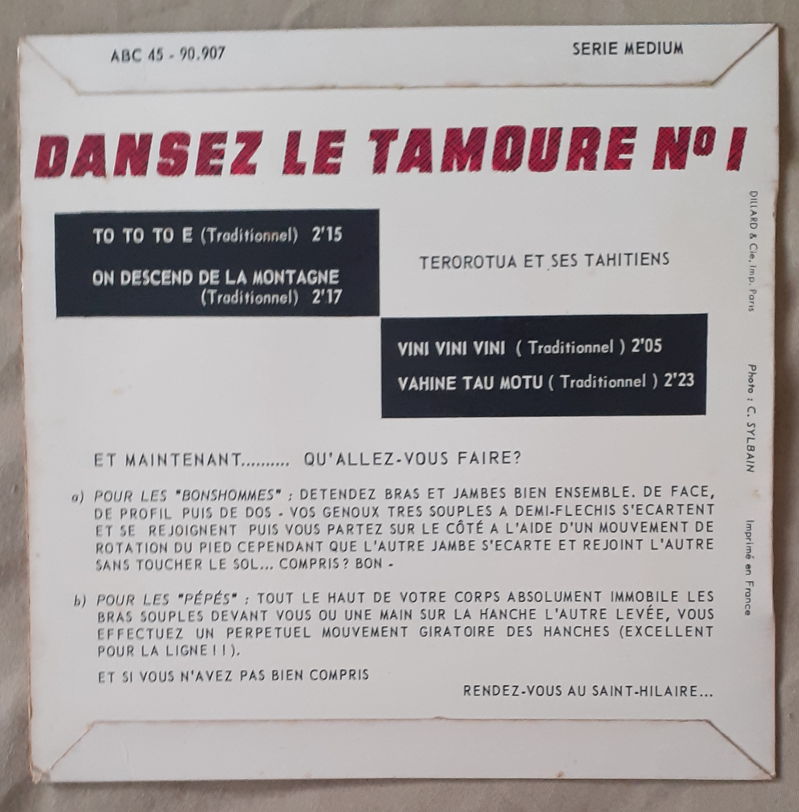 ABC 45 - 90.907
SERIE MEDIUM
DANSEZ LE TAMOURE Nº 1
TO TO TO E (Traditionnel) 2'15
ON DESCEND DE LA MONTAGNE
(Traditionnel) 2'17
TEROROTUA ET SES TAHITIENS
VINI VINI VINI ( Traditionnel ) 2'05
VAHINE TAU MOTU ( Traditionnel ) 2'23
ET MAINTENANT.......... QU'ALLEZ-VOUS FAIRE?
a) POUR LES "BONSHOMMES" : DETENDEZ BRAS ET JAMBES BIEN ENSEMBLE. DE FACE,
DE PROFIL PUIS DE DOS - VOS GENOUX TRES SOUPLES A DEMI-FLECHIS S'ECARTENT
ET SE REJOIGNENT PUIS VOUS PARTEZ SUR LE CÔTÉ A L'AIDE D'UN MOUVEMENT DE
ROTATION DU PIED CEPENDANT QUE L'AUTRE JAMBE S'ECARTE ET REJOINT L'AUTRE
SANS TOUCHER LE SOL... COMPRIS? BON -
b) POUR LES "PÉPÉS" : TOUT LE HAUT DE VOTRE CORPS ABSOLUMENT IMMOBILE LES
BRAS SOUPLES DEVANT VOUS OU UNE MAIN SUR LA HANCHE L'AUTRE LEVÉE, VOUS
EFFECTUEZ UN PERPETUEL MOUVEMENT GIRATOIRE DES HANCHES (EXCELLENT
POUR LA LIGNE ! ! ).
ET SI VOUS N'AVEZ PAS BIEN COMPRIS
RENDEZ-VOUS AU SAINT-HILAIRE...
DILLARD & Cie, Imp. Paris
Photo : C. SYLBAIN
Imprimé en France